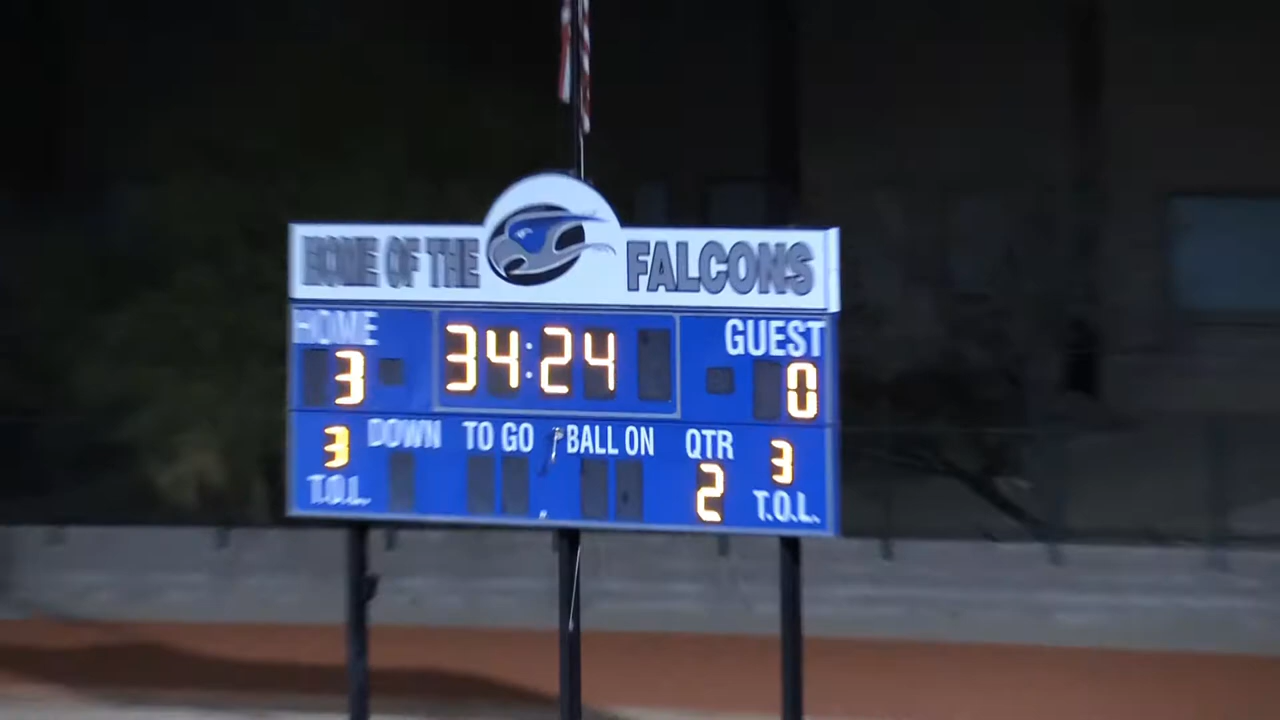 HOME OF THE FALCONS
HOME 34:24 GUEST
3 0
DOWN TO GO BALL ON QTR
3 2 3
T.O.L. T.O.L.